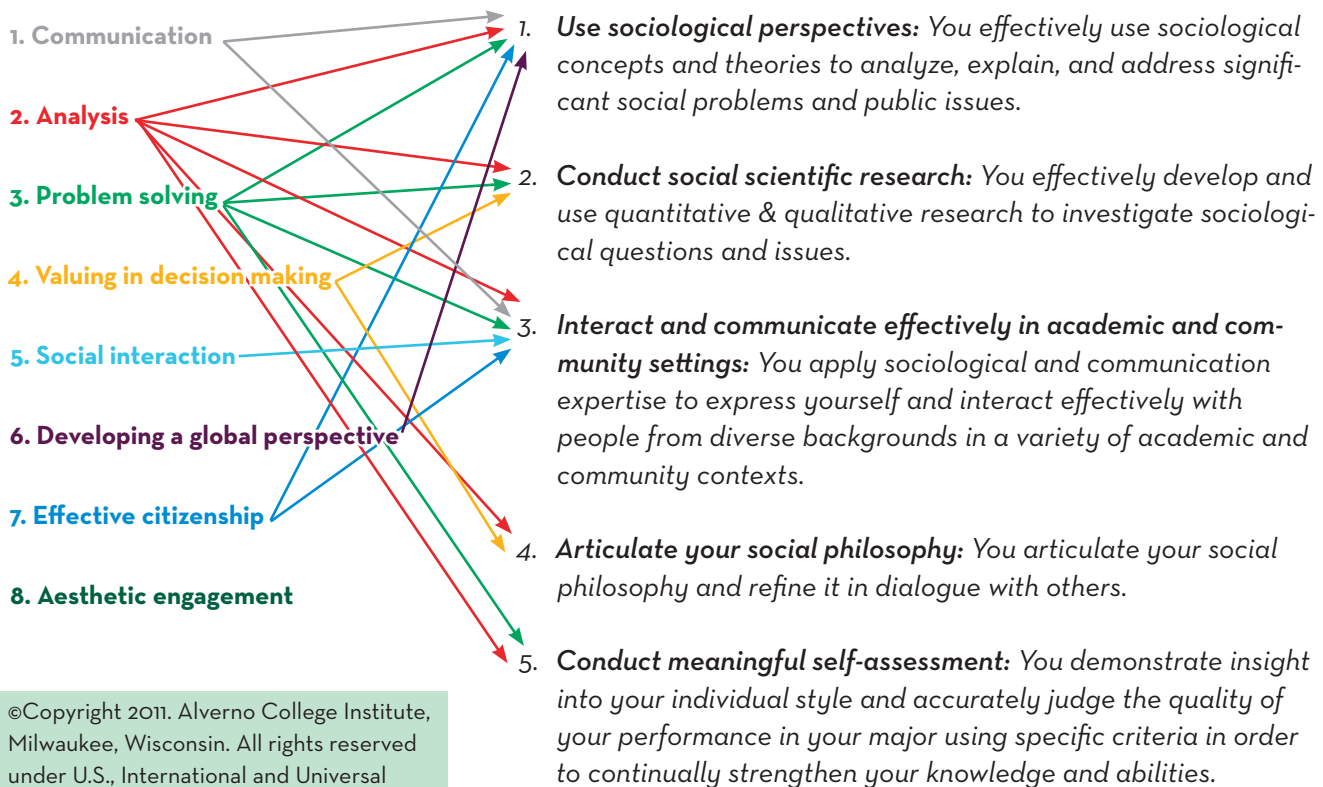 1. Communication
2. Analysis
3. Problem solving
4. Valuing in decision making
5. Social interaction
6. Developing a global perspective
7. Effective citizenship
8. Aesthetic engagement
©Copyright 2011. Alverno College Institute,
Milwaukee, Wisconsin. All rights reserved
under U.S., International and Universal
1. Use sociological perspectives: You effectively use sociological
concepts and theories to analyze, explain, and address signifi-
cant social problems and public issues.
2. Conduct social scientific research: You effectively develop and
use quantitative & qualitative research to investigate sociologi-
cal questions and issues.
3. Interact and communicate effectively in academic and com-
munity settings: You apply sociological and communication
expertise to express yourself and interact effectively with
people from diverse backgrounds in a variety of academic and
community contexts.
4. Articulate your social philosophy: You articulate your social
philosophy and refine it in dialogue with others.
5. Conduct meaningful self-assessment: You demonstrate insight
into your individual style and accurately judge the quality of
your performance in your major using specific criteria in order
to continually strengthen your knowledge and abilities.